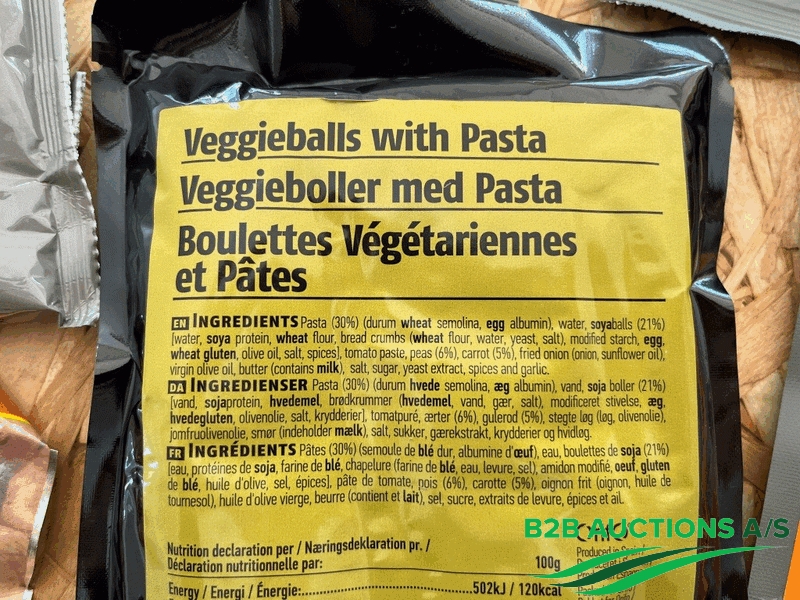 Veggieballs with Pasta
Veggieboller med Pasta
Boulettes Végétariennes
et Pâtes
EN INGREDIENTS Pasta (30%) (durum wheat semolina, egg albumin), water, soyaballs (21%)
[water, soya protein, wheat flour, bread crumbs (wheat flour, water, yeast, salt), modified starch, egg,
wheat gluten, olive oil, salt, spices], tomato paste, peas (6%), carrot (5%), fried onion (onion, sunflower oil),
virgin olive oil, butter (contains milk), salt, sugar, yeast extract, spices and garlic.
DA INGREDIENSER Pasta (30%) (durum hvede semolina, æg albumin), vand, soja boller (21%)
[vand, sojaprotein, hvedemel, brødkrummer (hvedemel, vand, gær, salt), modificeret stivelse, æg,
hvedegluten, olivenolie, salt, krydderier], tomatpuré, ærter (6%), gulerod (5%), stegte løg (løg, olivenolie),
jomfruolivenolie, smør (indeholder mælk), salt, sukker, gærekstrakt, krydderier og hvidløg.
FR INGRÉDIENTS Pâtes (30%) (semoule de blé dur, albumine d'œuf), eau, boulettes de soja (21%)
[eau, protéines de soja, farine de blé, chapelure (farine de blé, eau, levure, sel), amidon modifié, oeuf, gluten
de blé, huile d'olive, sel, épices], pâte de tomate, pois (6%), carotte (5%), oignon frit (oignon, huile de
tournesol), huile d'olive vierge, beurre (contient et lait), sel, sucre, extraits de levure, épices et ail.
Nutrition declaration per / Næringsdeklaration pr. /
Déclaration nutritionnelle par: 100g
Energy / Energi / Énergie:...............................502kJ / 120kcal
Produced in
B2B AUCTIONS A/S